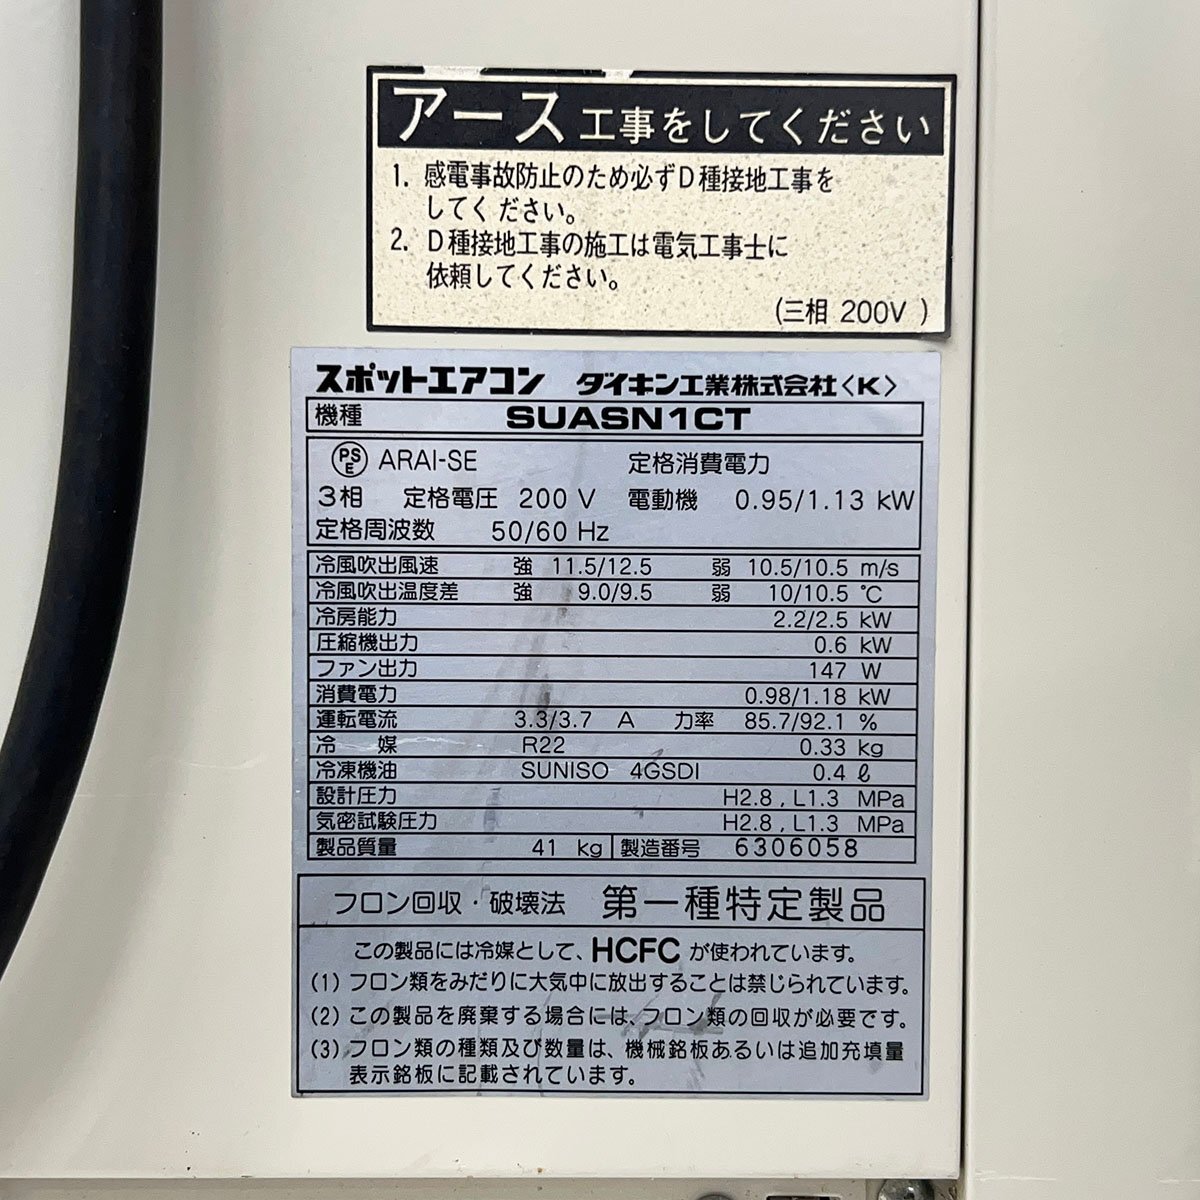 アース工事をしてください
1. 感電事故防止のため必ずD種接地工事を
してください。
2. D種接地工事の施工は電気工事士に
依頼してください。
(三相 200V )
スポットエアコン ダイキン工業株式会社〈K〉
機種 SUASN1CT
PSE ARAI-SE 定格消費電力
3相 定格電圧 200 V 電動機 0.95/1.13 kW
定格周波数 50/60 Hz
冷風吹出風速 強 11.5/12.5 弱 10.5/10.5 m/s
冷風吹出温度差 強 9.0/9.5 弱 10/10.5 ℃
冷房能力 2.2/2.5 kW
圧縮機出力 0.6 kW
ファン出力 147 W
消費電力 0.98/1.18 kW
運転電流 3.3/3.7 A 力率 85.7/92.1 %
冷 媒 R22 0.33 kg
冷凍機油 SUNISO 4GSDI 0.4 ℓ
設計圧力 H2.8 , L1.3 MPa
気密試験圧力 H2.8 , L1.3 MPa
製品質量 41 kg 製造番号 6306058
フロン回収・破壊法 第一種特定製品
この製品には冷媒として、HCFC が使われています。
(1) フロン類をみだりに大気中に放出することは禁じられています。
(2) この製品を廃棄する場合には、フロン類の回収が必要です。
(3) フロン類の種類及び数量は、機械銘板あるいは追加充填量
表示銘板に記載されています。